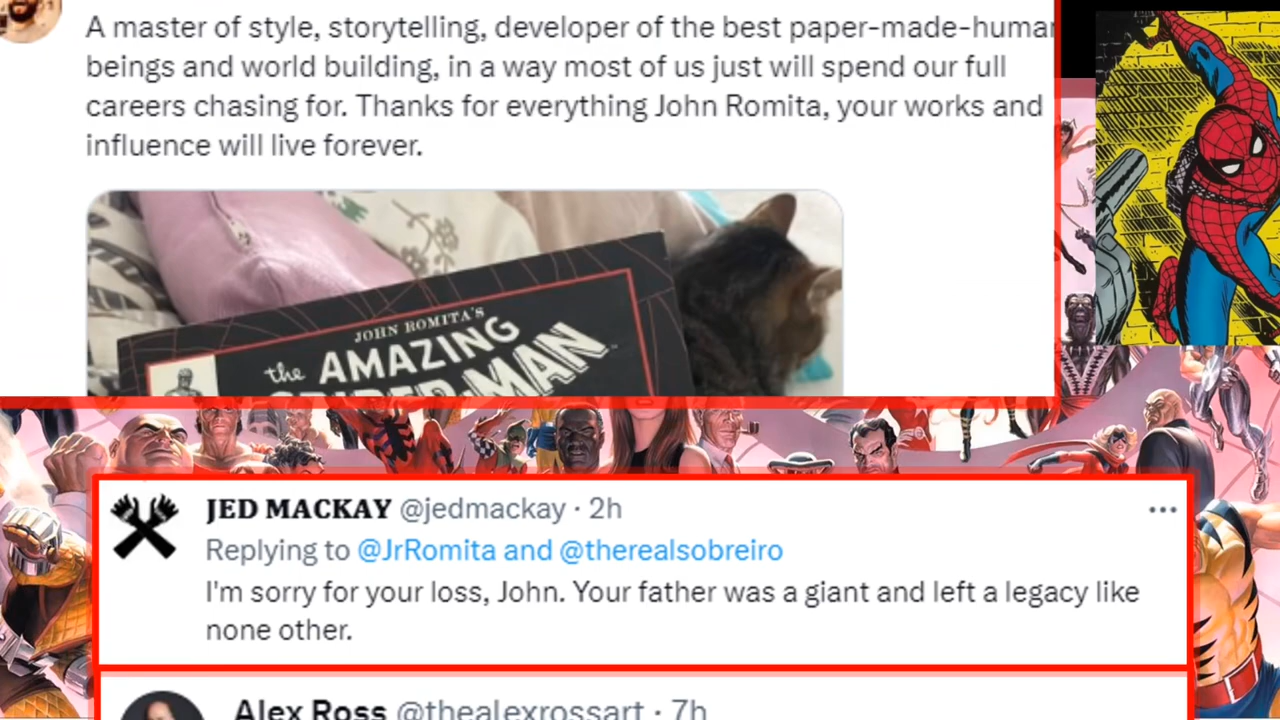 A master of style, storytelling, developer of the best paper-made-human
beings and world building, in a way most of us just will spend our full
careers chasing for. Thanks for everything John Romita, your works and
influence will live forever.
JOHN ROMITA'S
the AMAZING
SPIDER-MAN
JED MACKAY @jedmackay · 2h
Replying to @JrRomita and @therealsobreiro
I'm sorry for your loss, John. Your father was a giant and left a legacy like
none other.
Alex Ross @thealexrossart · 7h